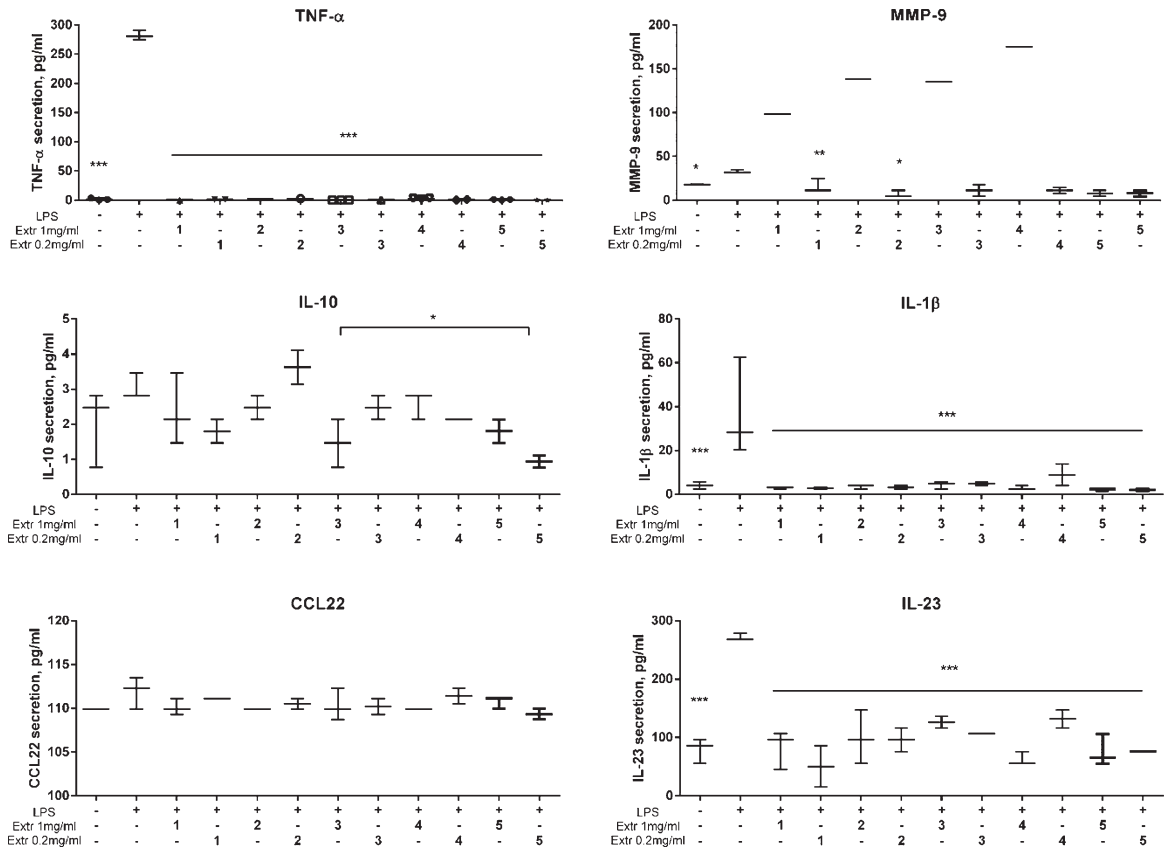 TNF-α
TNF-α secretion, pg/ml
300
250
200
150
100
50
0
***
***
LPS - + + + + + + + + + + +
Extr 1mg/ml - - 1 - 2 - 3 - 4 - 5 -
Extr 0.2mg/ml - - - 1 - 2 - 3 - 4 - 5
MMP-9
MMP-9 secretion, pg/ml
200
150
100
50
0
*
**
*
LPS - + + + + + + + + + + +
Extr 1mg/ml - - 1 - 2 - 3 - 4 - - 5
Extr 0.2mg/ml - - - 1 - 2 - 3 - 4 5 -
IL-10
IL-10 secretion, pg/ml
5
4
3
2
1
0
*
LPS - + + + + + + + + + + +
Extr 1mg/ml - - 1 - 2 - 3 - 4 - 5 -
Extr 0.2mg/ml - - - 1 - 2 - 3 - 4 - 5
IL-1β
IL-1β secretion, pg/ml
80
60
40
20
0
***
***
LPS - + + + + + + + + + + +
Extr 1mg/ml - - 1 - 2 - 3 - 4 - 5 -
Extr 0.2mg/ml - - - 1 - 2 - 3 - 4 - 5
CCL22
CCL22 secretion, pg/ml
120
115
110
105
100
LPS - + + + + + + + + + + +
Extr 1mg/ml - - 1 - 2 - 3 - 4 - 5 -
Extr 0.2mg/ml - - - 1 - 2 - 3 - 4 - 5
IL-23
IL-23 secretion, pg/ml
300
200
100
0
***
***
LPS - + + + + + + + + + + +
Extr 1mg/ml - - 1 - 2 - 3 - 4 - 5 -
Extr 0.2mg/ml - - - 1 - 2 - 3 - 4 - 5